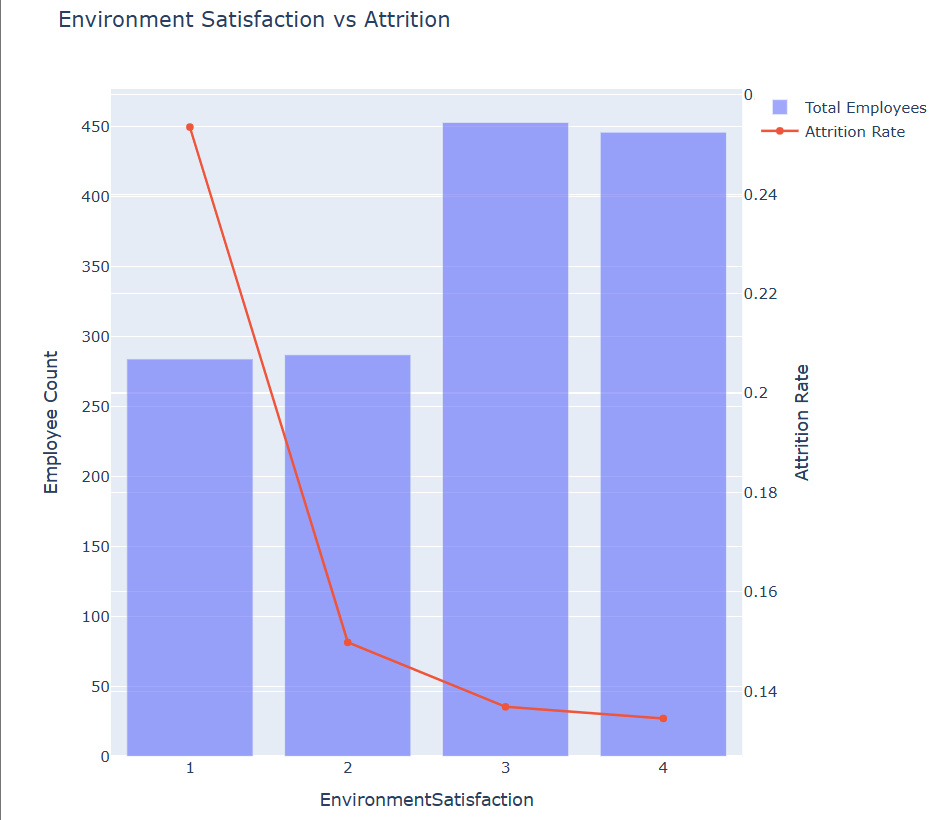 Environment Satisfaction vs Attrition
Total Employees
Attrition Rate
450
400
350
300
250
200
150
100
50
0
Employee Count
0
0.24
0.22
0.2
0.18
0.16
0.14
Attrition Rate
1 2 3 4
EnvironmentSatisfaction